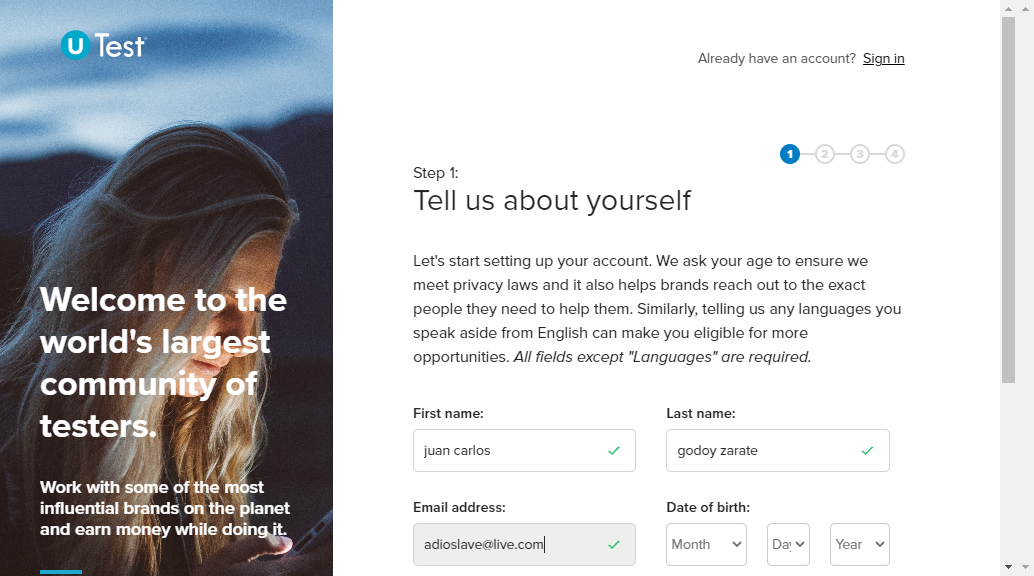 U Test
Already have an account? Sign in
1 2 3 4
Step 1:
Tell us about yourself
Let's start setting up your account. We ask your age to ensure we
meet privacy laws and it also helps brands reach out to the exact
people they need to help them. Similarly, telling us any languages you
speak aside from English can make you eligible for more
opportunities. All fields except "Languages" are required.
Welcome to the
world's largest
community of
testers.
Work with some of the most
influential brands on the planet
and earn money while doing it.
First name: Last name:
juan carlos godoy zarate
Email address: Date of birth:
adioslave@live.com Month Day Year